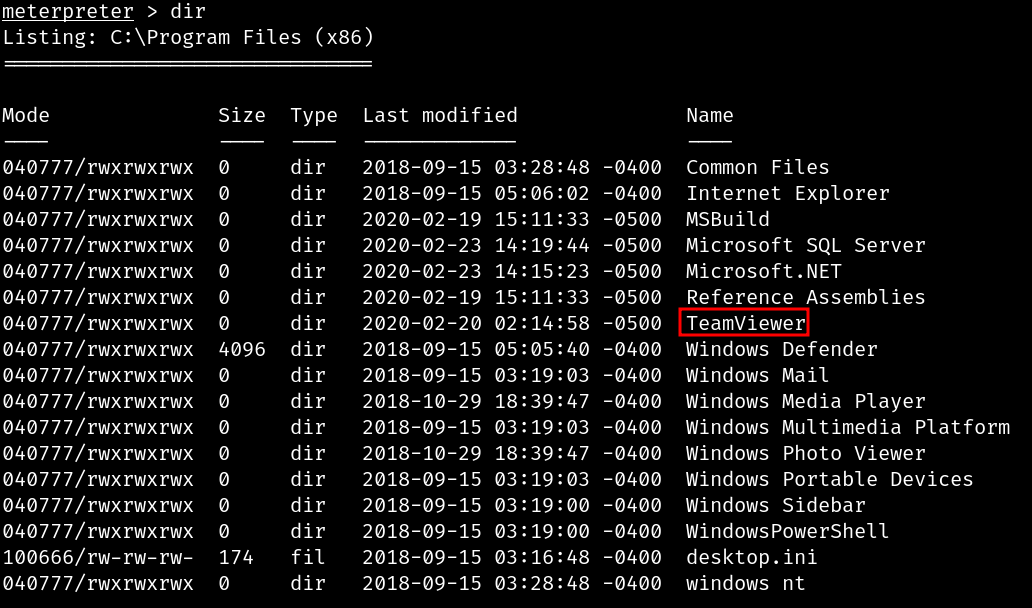 meterpreter > dir
Listing: C:\Program Files (x86)
===============================
Mode Size Type Last modified Name
---- ---- ---- ------------- ----
040777/rwxrwxrwx 0 dir 2018-09-15 03:28:48 -0400 Common Files
040777/rwxrwxrwx 0 dir 2018-09-15 05:06:02 -0400 Internet Explorer
040777/rwxrwxrwx 0 dir 2020-02-19 15:11:33 -0500 MSBuild
040777/rwxrwxrwx 0 dir 2020-02-23 14:19:44 -0500 Microsoft SQL Server
040777/rwxrwxrwx 0 dir 2020-02-23 14:15:23 -0500 Microsoft.NET
040777/rwxrwxrwx 0 dir 2020-02-19 15:11:33 -0500 Reference Assemblies
040777/rwxrwxrwx 0 dir 2020-02-20 02:14:58 -0500 TeamViewer
040777/rwxrwxrwx 4096 dir 2018-09-15 05:05:40 -0400 Windows Defender
040777/rwxrwxrwx 0 dir 2018-09-15 03:19:03 -0400 Windows Mail
040777/rwxrwxrwx 0 dir 2018-10-29 18:39:47 -0400 Windows Media Player
040777/rwxrwxrwx 0 dir 2018-09-15 03:19:03 -0400 Windows Multimedia Platform
040777/rwxrwxrwx 0 dir 2018-10-29 18:39:47 -0400 Windows Photo Viewer
040777/rwxrwxrwx 0 dir 2018-09-15 03:19:03 -0400 Windows Portable Devices
040777/rwxrwxrwx 0 dir 2018-09-15 03:19:00 -0400 Windows Sidebar
040777/rwxrwxrwx 0 dir 2018-09-15 03:19:00 -0400 WindowsPowerShell
100666/rw-rw-rw- 174 fil 2018-09-15 03:16:48 -0400 desktop.ini
040777/rwxrwxrwx 0 dir 2018-09-15 03:28:48 -0400 windows nt